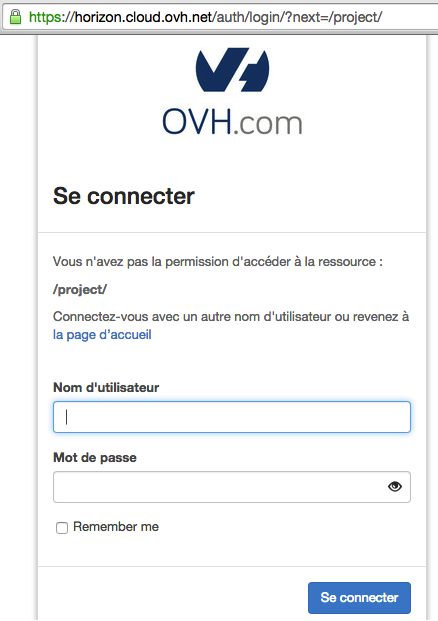 https://horizon.cloud.ovh.net/auth/login/?next=/project/
OVH.com
Se connecter
Vous n'avez pas la permission d'accéder à la ressource :
/project/
Connectez-vous avec un autre nom d'utilisateur ou revenez à
la page d'accueil
Nom d'utilisateur
Mot de passe
Remember me
Se connecter